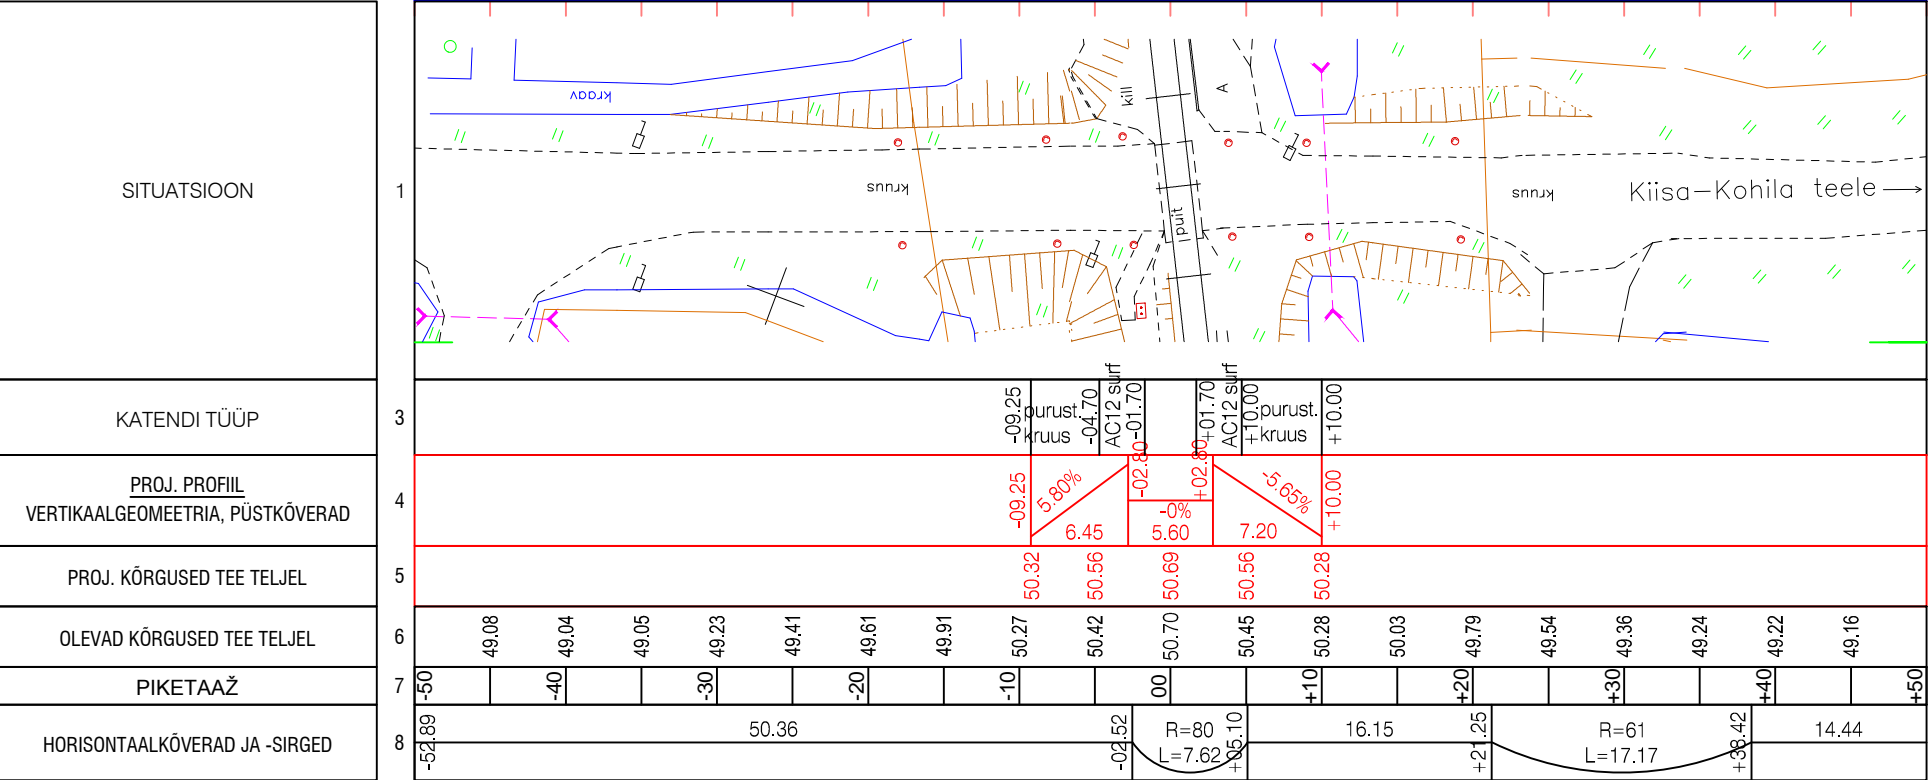 SITUATSIOON
1
kraav
kill
A
kruus
puit
kruus
Kiisa-Kohila teele
KATENDI TÜÜP
3
-09.25
purust.
kruus
-04.70
AC12 surf
-01.70
+01.70
AC12 surf
+10.00
purust.
kruus
+10.00
PROJ. PROFIIL
VERTIKAALGEOMEETRIA, PÜSTKÕVERAD
4
-09.25
5.80%
6.45
-02.80
-0%
5.60
+02.80
-5.65%
7.20
+10.00
PROJ. KÕRGUSED TEE TELJEL
5
50.32
50.56
50.69
50.56
50.28
OLEVAD KÕRGUSED TEE TELJEL
6
49.08
49.04
49.05
49.23
49.41
49.61
49.91
50.27
50.42
50.70
50.45
50.28
50.03
49.79
49.54
49.36
49.24
49.22
49.16
PIKETAAŽ
7
-50
-40
-30
-20
-10
00
+10
+20
+30
+40
+50
HORISONTAALKÕVERAD JA -SIRGED
8
-52.89
50.36
-02.52
R=80
L=7.62
+05.10
16.15
+21.25
R=61
L=17.17
+38.42
14.44